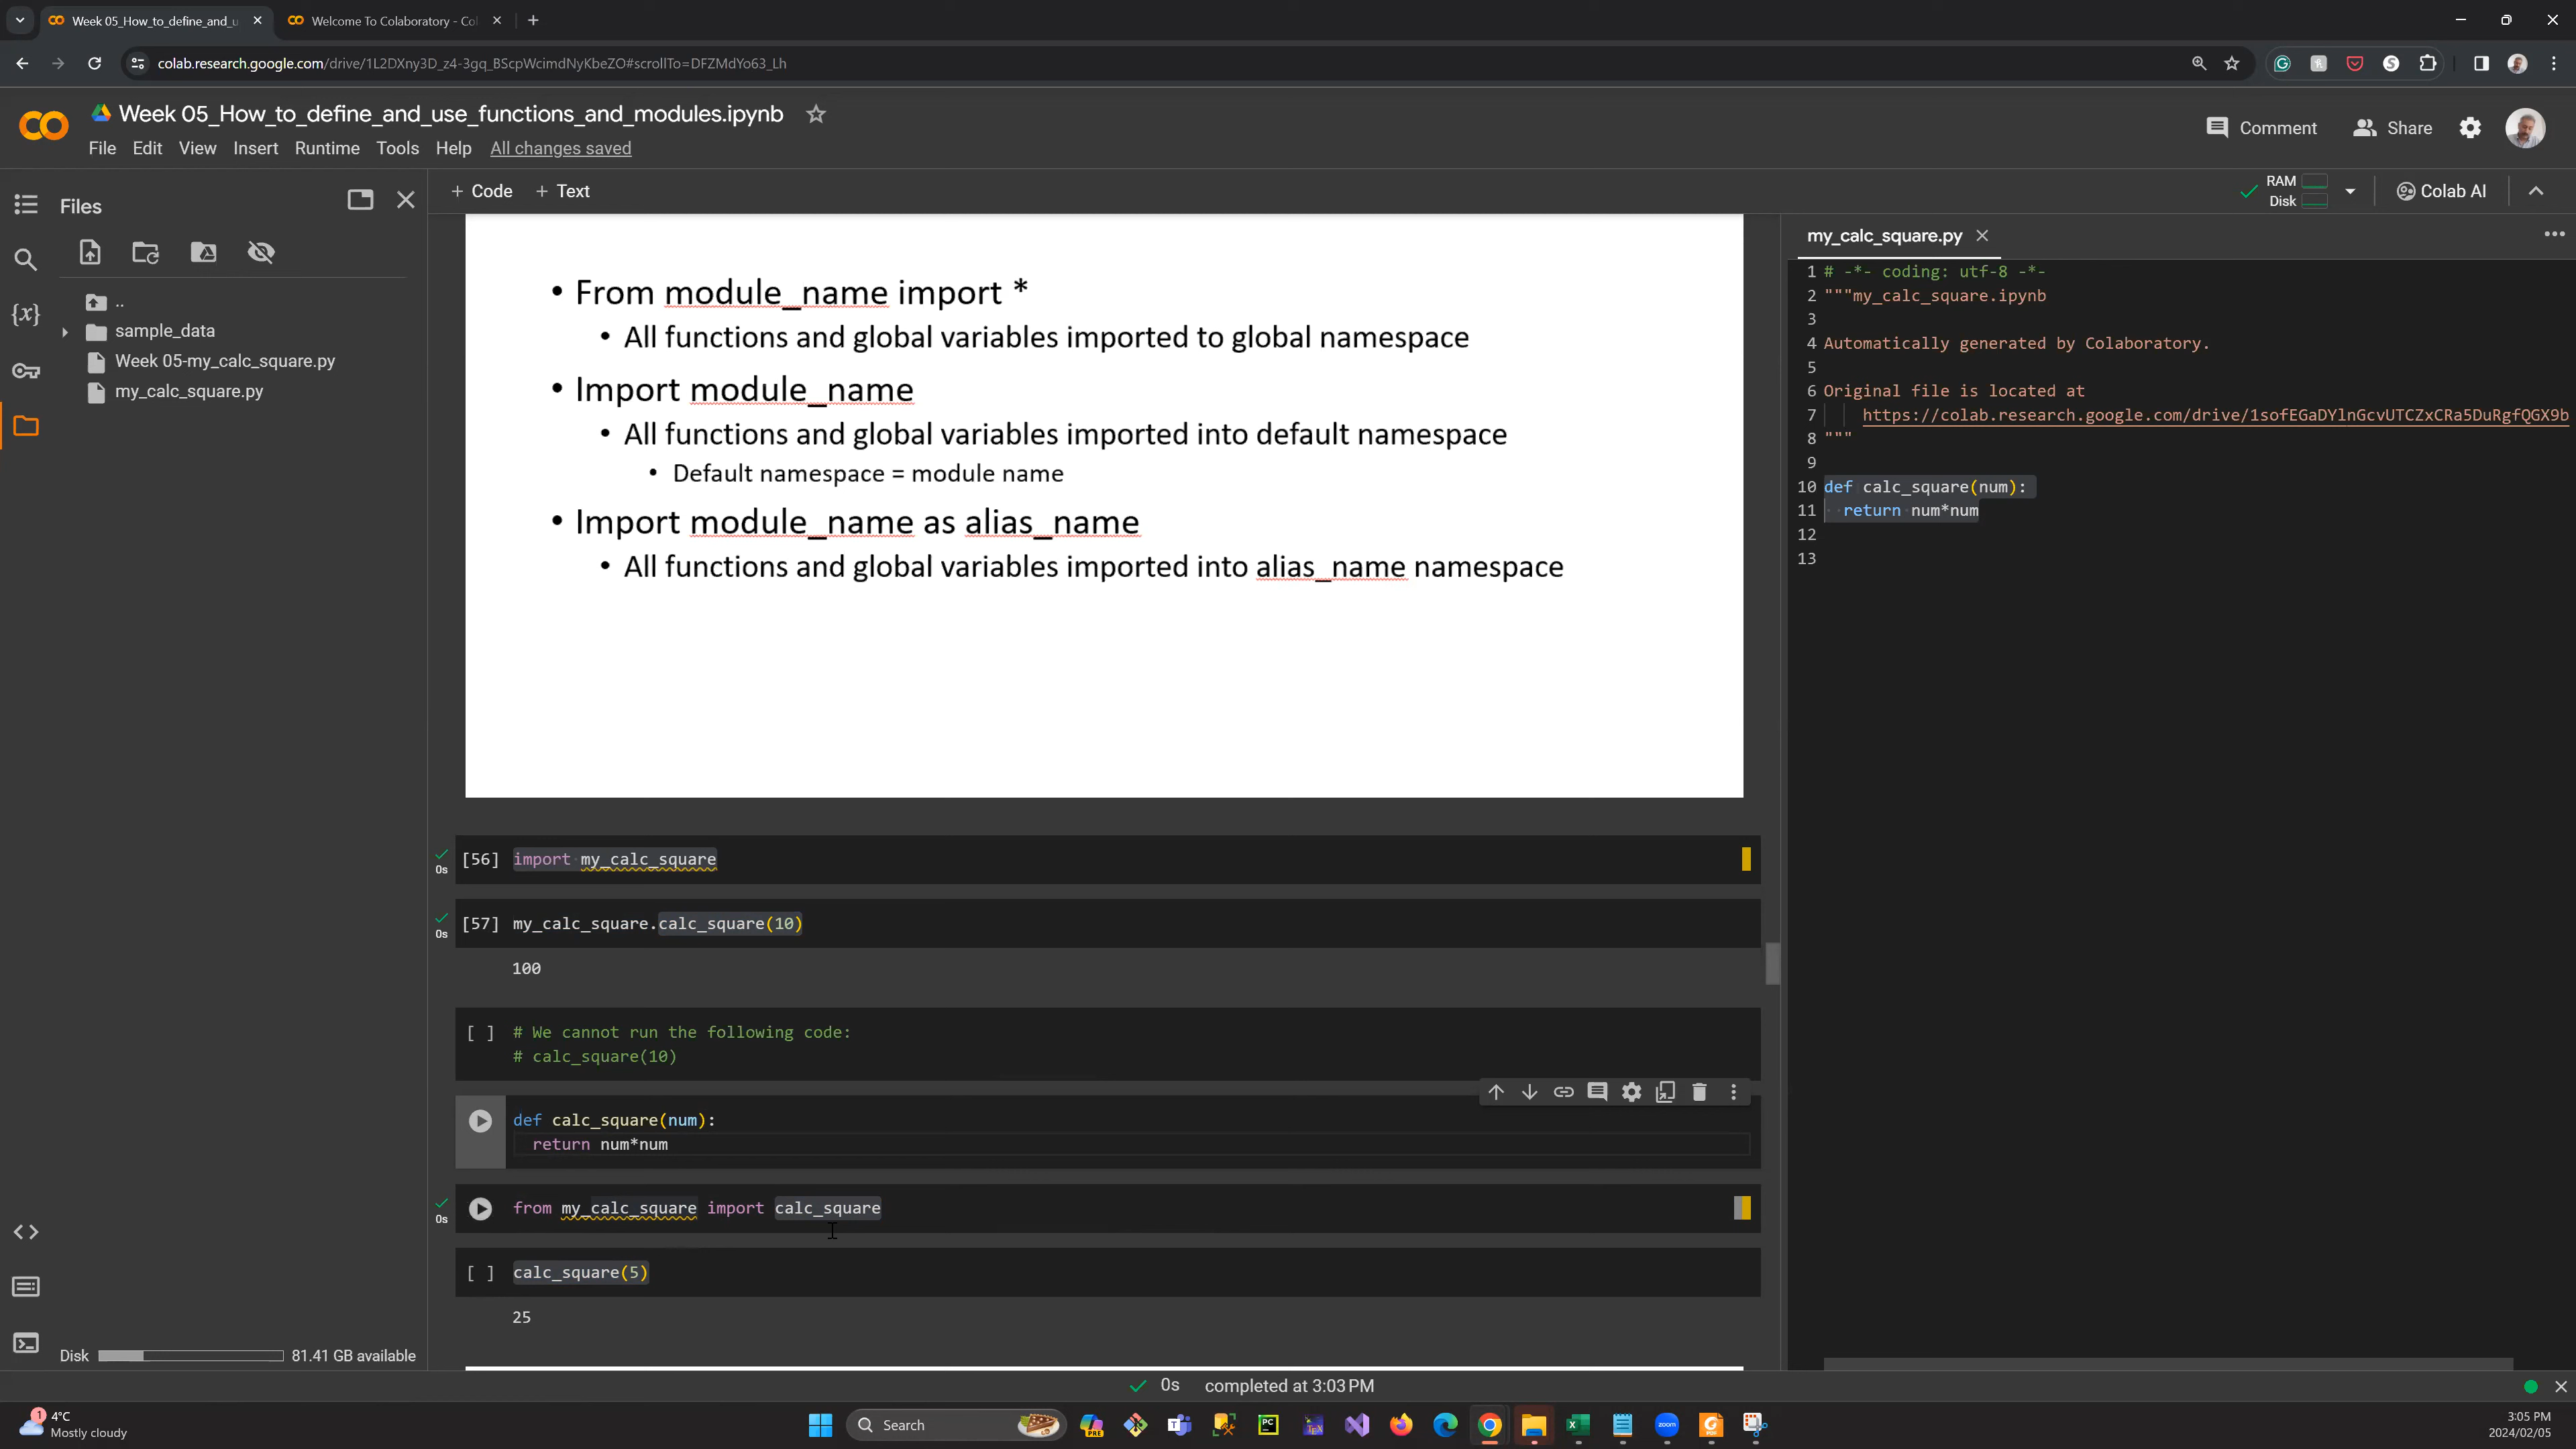 Week 05_How_to_define_and_u
Welcome To Colaboratory - Co
colab.research.google.com/drive/1L2DXny3D_z4-3gq_BScpWcimdNyKbeZO#scrollTo=DFZMdYo63_Lh
Week 05_How_to_define_and_use_functions_and_modules.ipynb
Comment
Share
File Edit View Insert Runtime Tools Help All changes saved
Files
+ Code + Text
RAM
Disk
Colab AI
..
sample_data
Week 05-my_calc_square.py
my_calc_square.py
• From module_name import *
• All functions and global variables imported to global namespace
• Import module_name
• All functions and global variables imported into default namespace
• Default namespace = module name
• Import module_name as alias_name
• All functions and global variables imported into alias_name namespace
[56] import my_calc_square
0s
[57] my_calc_square.calc_square(10)
0s
100
[ ] # We cannot run the following code:
# calc_square(10)
def calc_square(num):
return num*num
from my_calc_square import calc_square
0s
[ ] calc_square(5)
25
my_calc_square.py
1 # -*- coding: utf-8 -*-
2 """my_calc_square.ipynb
3
4 Automatically generated by Colaboratory.
5
6 Original file is located at
7 https://colab.research.google.com/drive/1sofEGaDYlnGcvUTCZxCRa5DuRgfQGX9b
8 """
9
10 def calc_square(num):
11 return num*num
12
13
Disk 81.41 GB available
0s completed at 3:03 PM
1
4°C
Mostly cloudy
Search
PRE
PC
zoom
3:05 PM
2024/02/05